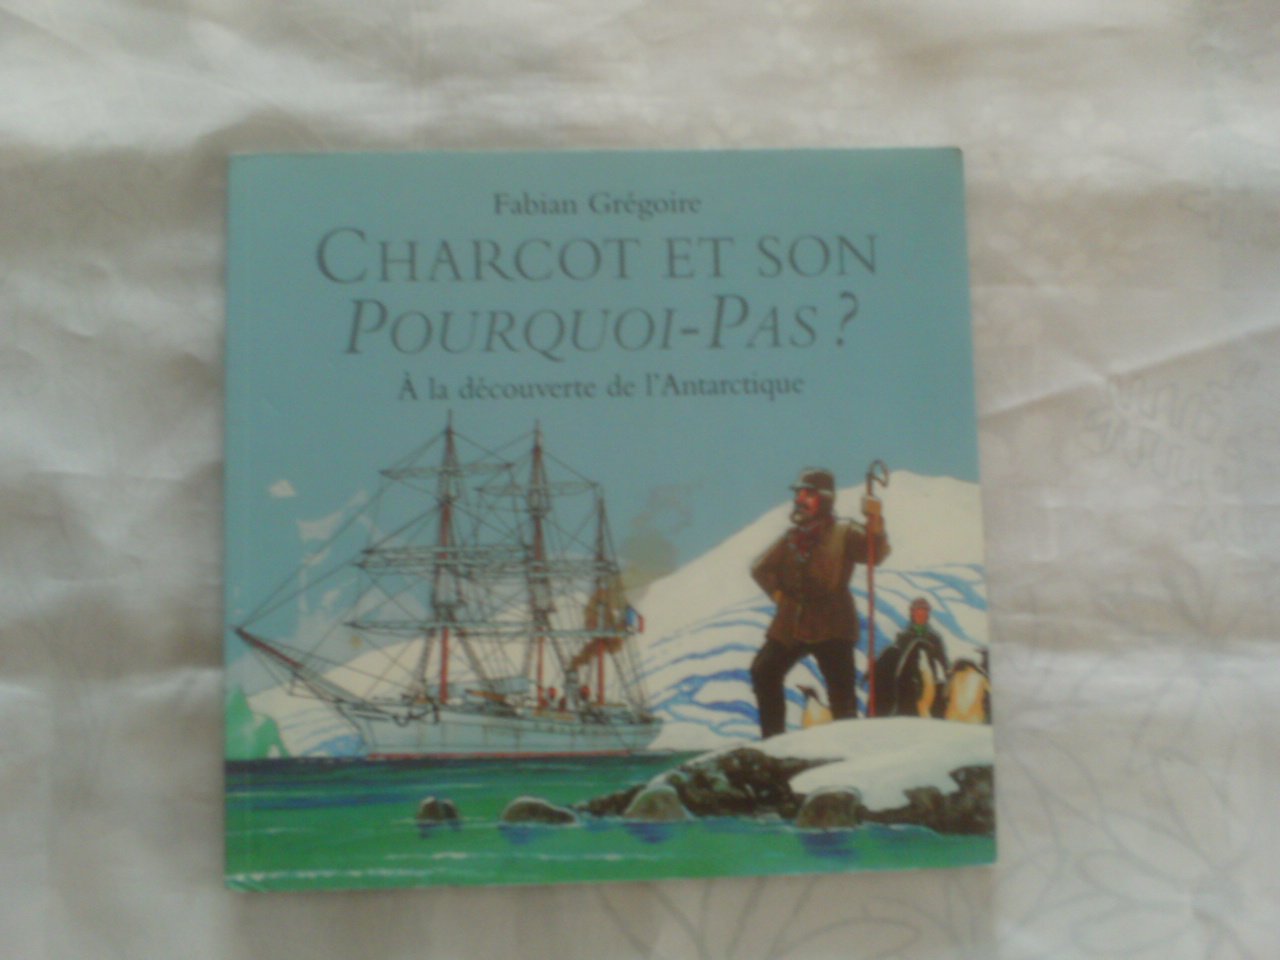 Fabian Grégoire
CHARCOT ET SON
POURQUOI-PAS ?
À la découverte de l'Antarctique